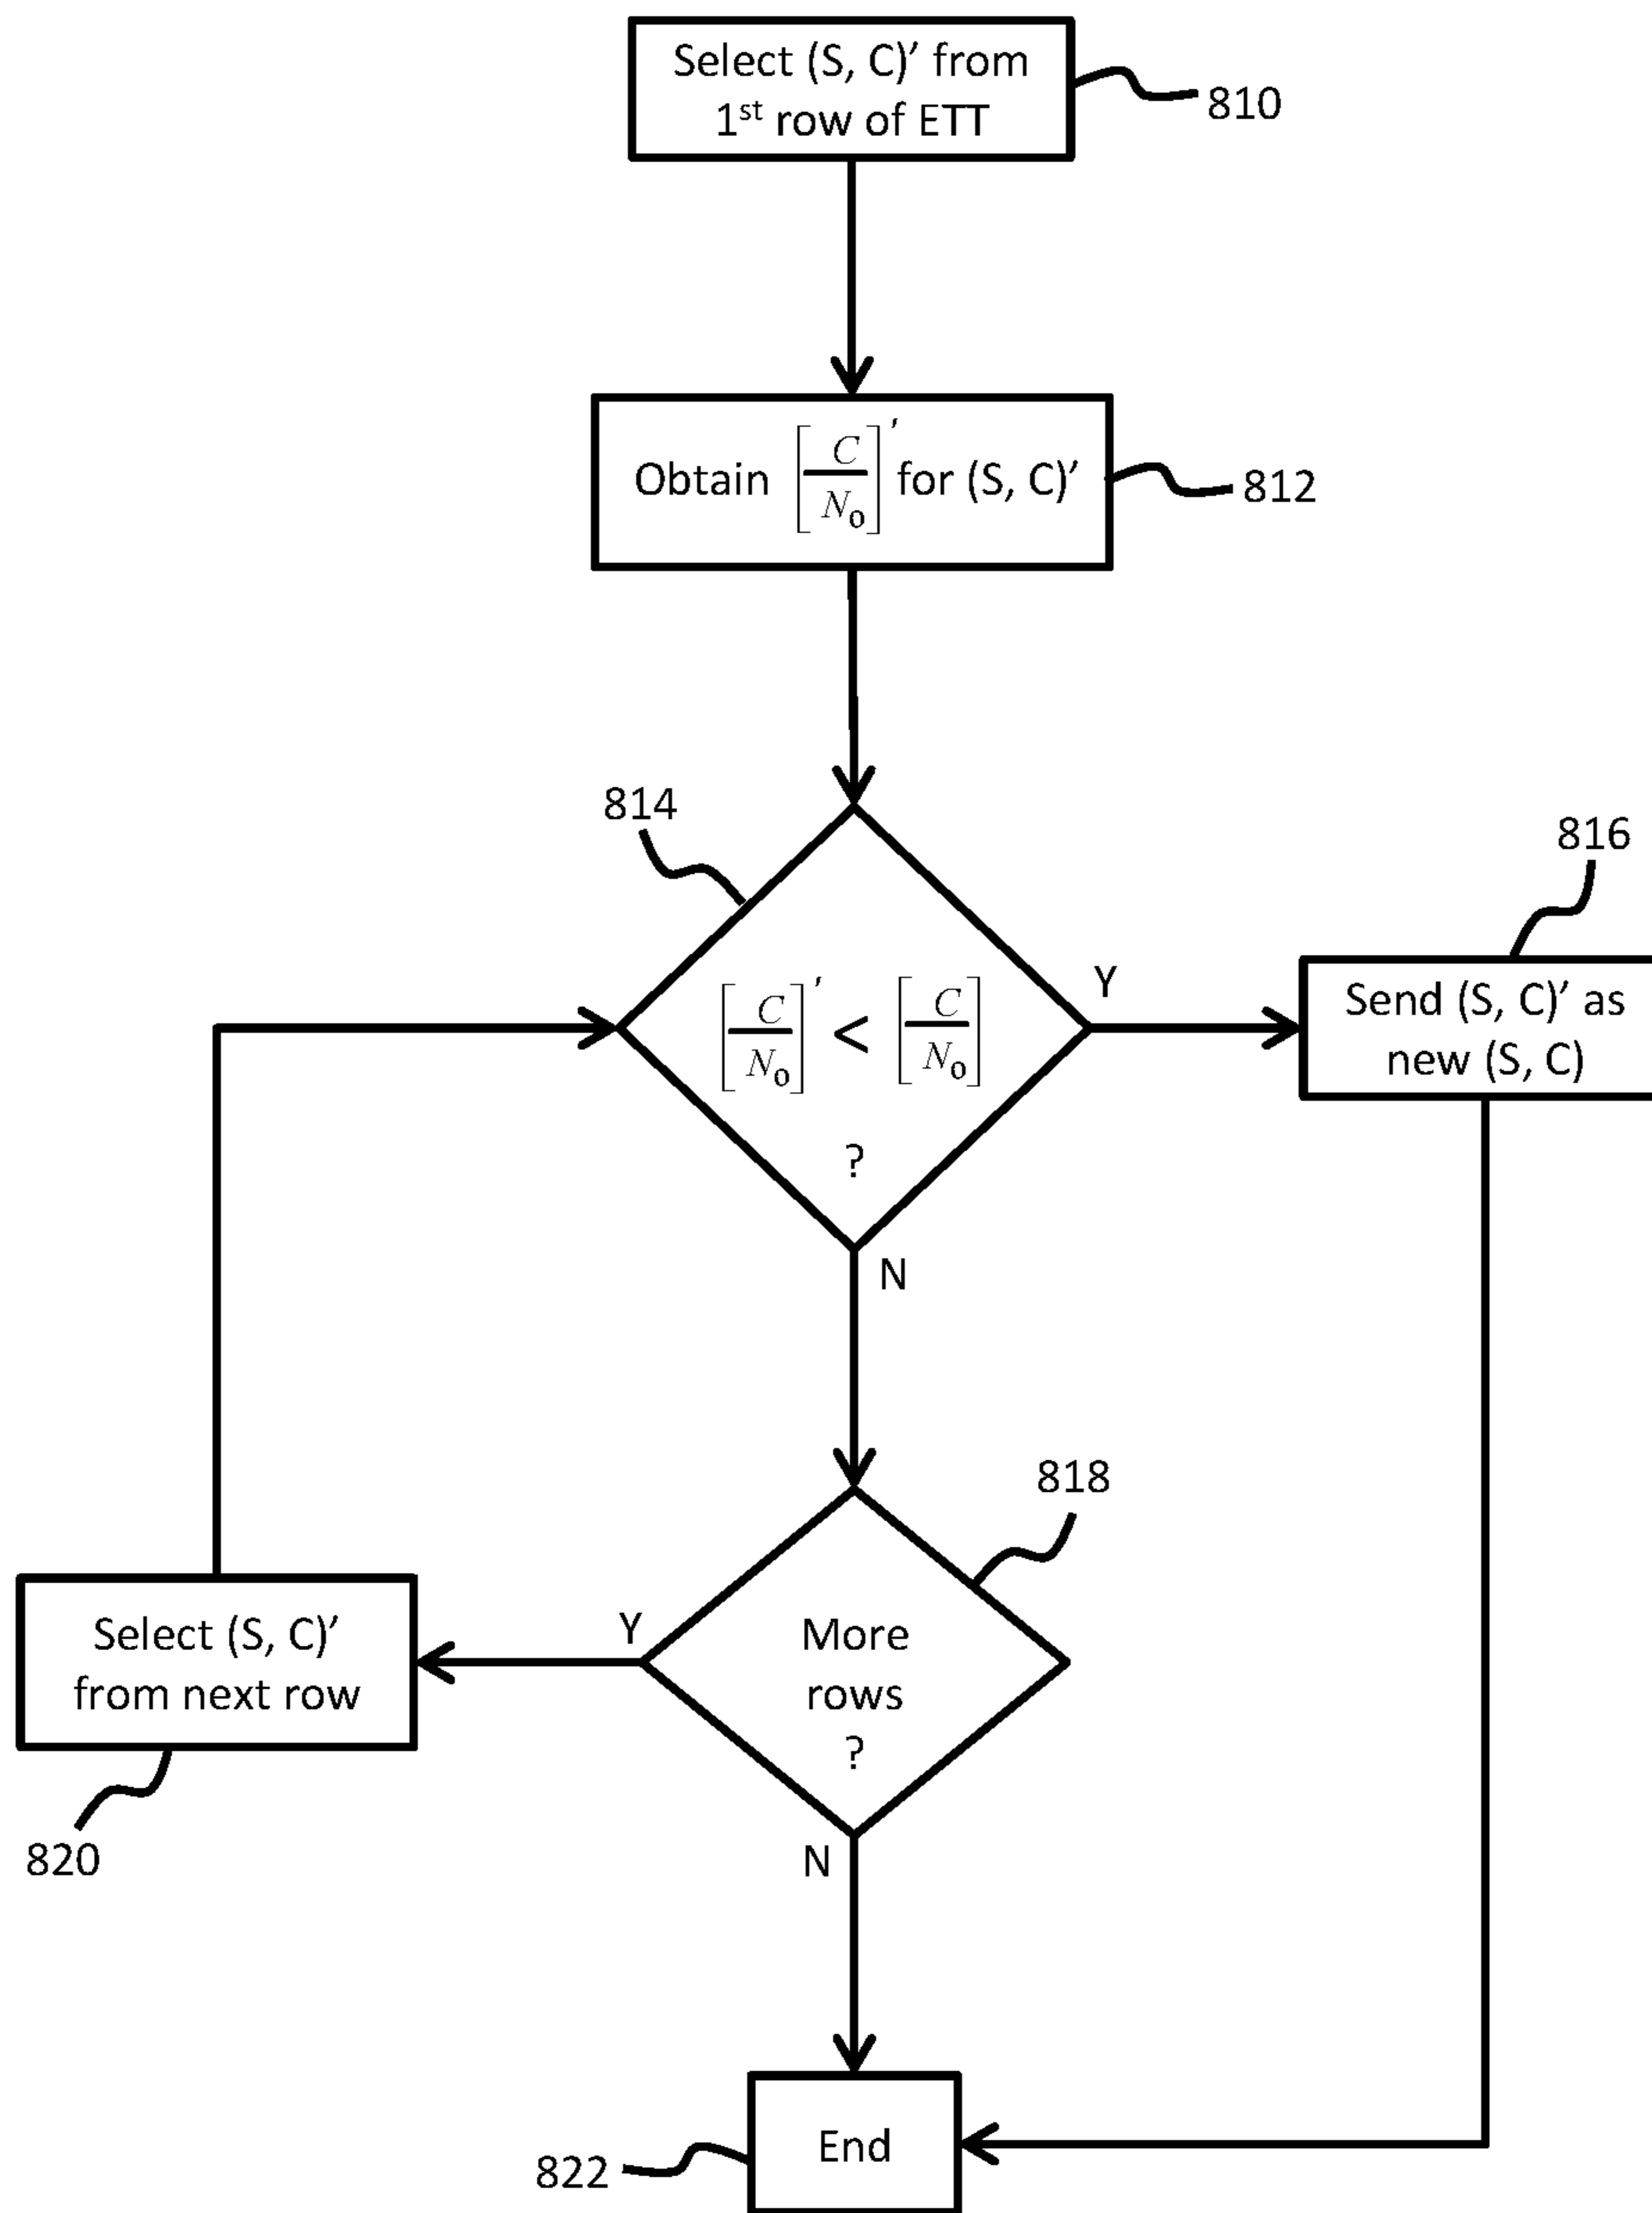 Select (S, C)’ from
1st row of ETT
810
Obtain [C/N0]’ for (S, C)’
812
814
[C/N0]’ < [C/N0]
?
Y
816
Send (S, C)’ as
new (S, C)
N
818
More
rows
?
Y
Select (S, C)’
from next row
820
N
End
822